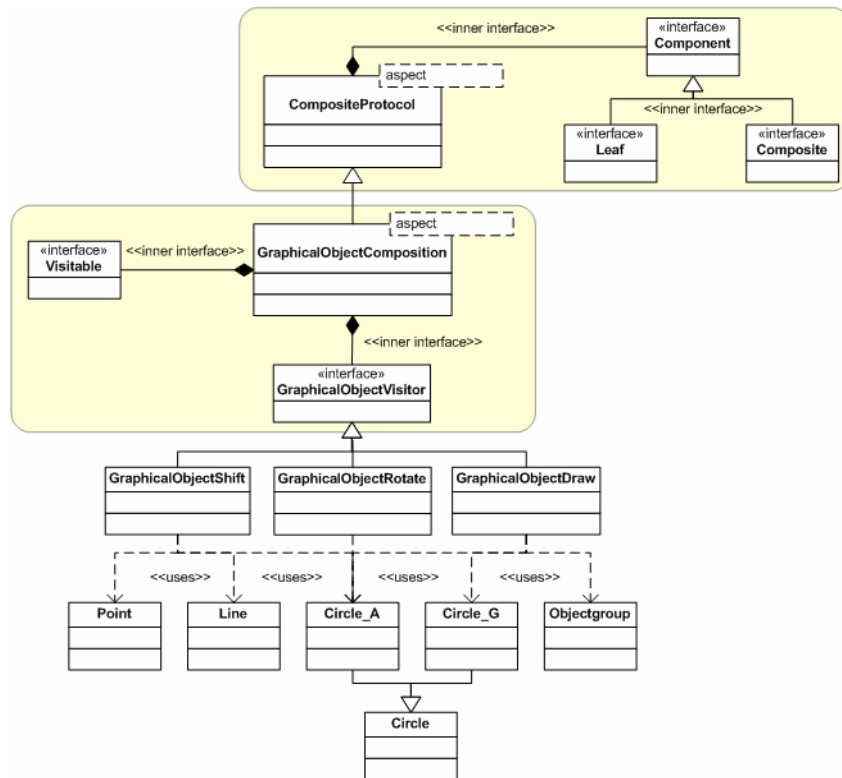 <<inner interface>>
«interface»
Component
aspect
CompositeProtocol
<<inner interface>>
«interface»
Leaf
«interface»
Composite
aspect
«interface»
Visitable
<<inner interface>>
GraphicalObjectComposition
<<inner interface>>
«interface»
GraphicalObjectVisitor
GraphicalObjectShift
GraphicalObjectRotate
GraphicalObjectDraw
<<uses>>
<<uses>>
<<uses>>
<<uses>>
Point
Line
Circle_A
Circle_G
Objectgroup
Circle